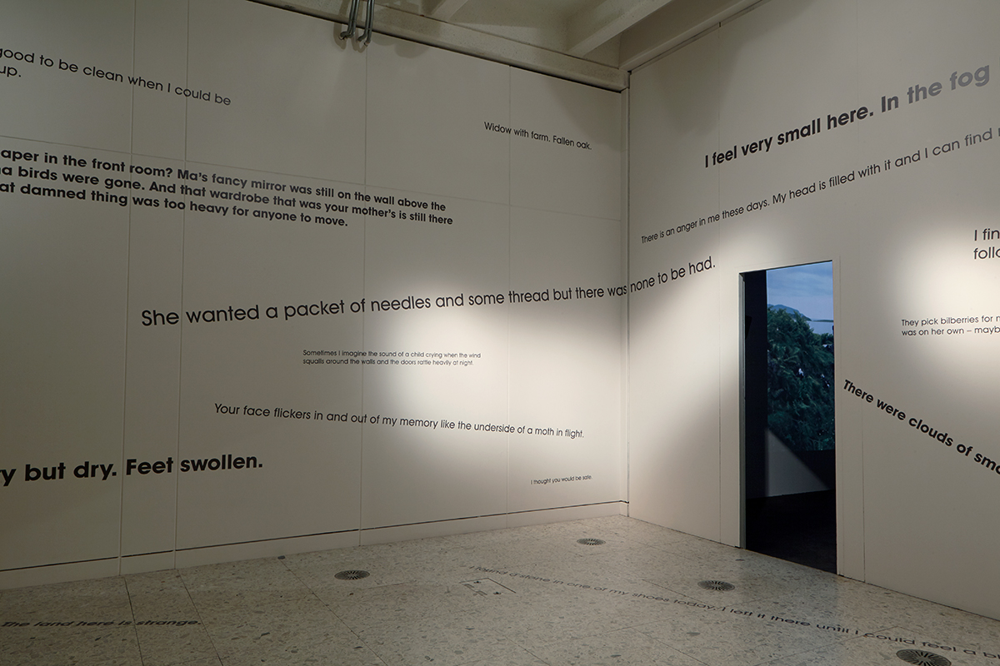 good to be clean when I could be
up.
Widow with farm. Fallen oak.
aper in the front room? Ma's fancy mirror was still on the wall above the
a birds were gone. And that wardrobe that was your mother's is still there
at damned thing was too heavy for anyone to move.
She wanted a packet of needles and some thread but there was none to be had.
Sometimes I imagine the sound of a child crying when the wind
squalls around the walls and the doors rattle heavily at night.
Your face flickers in and out of my memory like the underside of a moth in flight.
y but dry. Feet swollen.
I thought you would be safe.
I feel very small here. In the fog
There is an anger in me these days. My head is filled with it and I can find
I fin
follo
They pick bilberries for
was on her own – mayb
There were clouds of smo
I found a stone in one of my shoes today. I left it there until I could feel a b
The land here is strange.